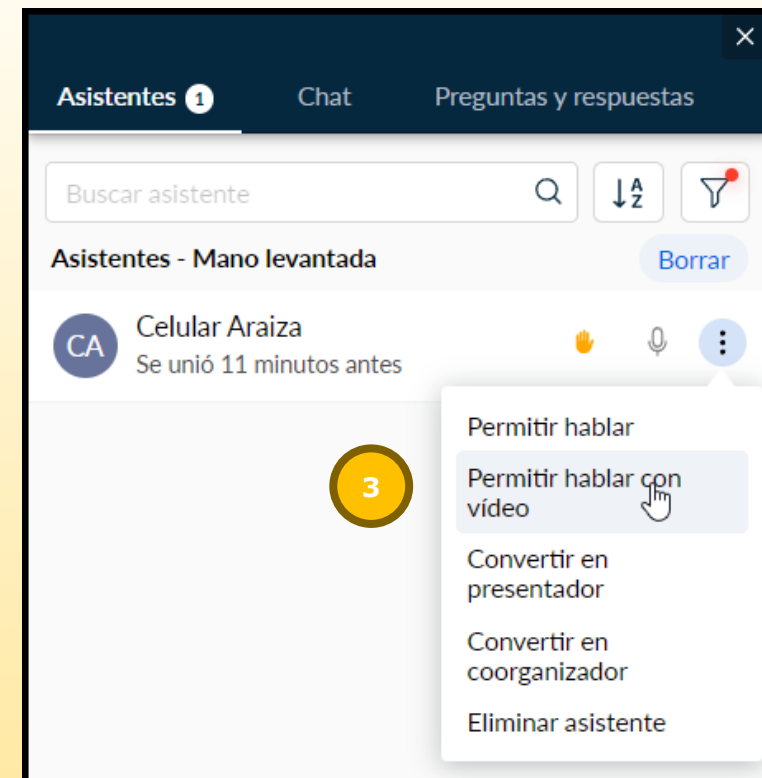 Asistentes 1 Chat Preguntas y respuestas
Buscar asistente
A
Z
Asistentes - Mano levantada Borrar
CA
Celular Araiza
Se unió 11 minutos antes
3
Permitir hablar
Permitir hablar con
vídeo
Convertir en
presentador
Convertir en
coorganizador
Eliminar asistente